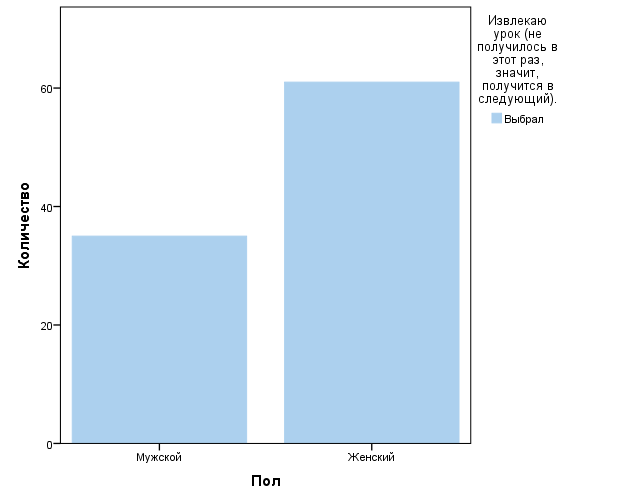 Извлекаю
урок (не
получилось в
этот раз,
значит,
получится в
следующий).
Выбрал
Количество
60
40
20
0
Мужской
Женский
Пол